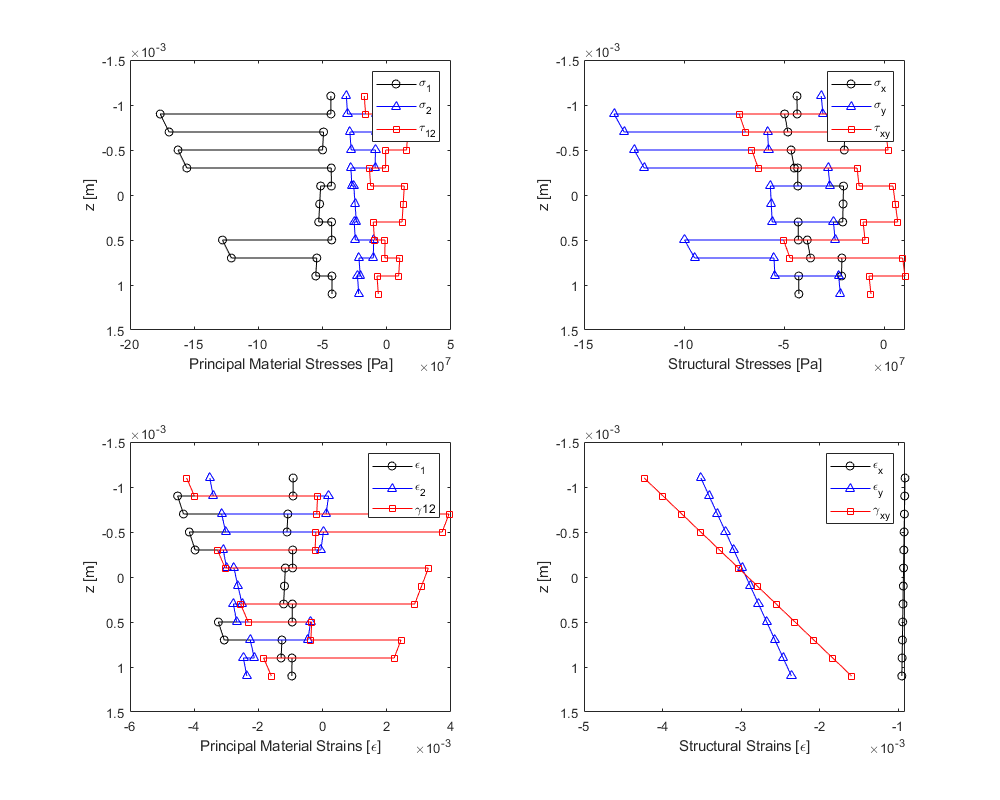 ×10⁻³
-1.5
-1
-0.5
0
0.5
1
1.5
z [m]
-20 -15 -10 -5 0 5
Principal Material Stresses [Pa]
×10⁷
σ₁
σ₂
τ₁₂
×10⁻³
-1.5
-1
-0.5
0
0.5
1
1.5
z [m]
-10 -5 0
Structural Stresses [Pa]
×10⁷
σₓ
σ_y
τ_xy
-1.5
×10⁻³
-1
-0.5
0
0.5
1
1.5
z [m]
-6 -4 -2 0 2 4
Principal Material Strains [ϵ]
×10⁻³
ϵ₁
ϵ₂
γ12
-1.5
×10⁻³
-1
-0.5
0
0.5
1
1.5
z [m]
-5 -4 -3 -2 -1
Structural Strains [ϵ]
×10⁻³
ϵₓ
ϵ_y
γ_xy